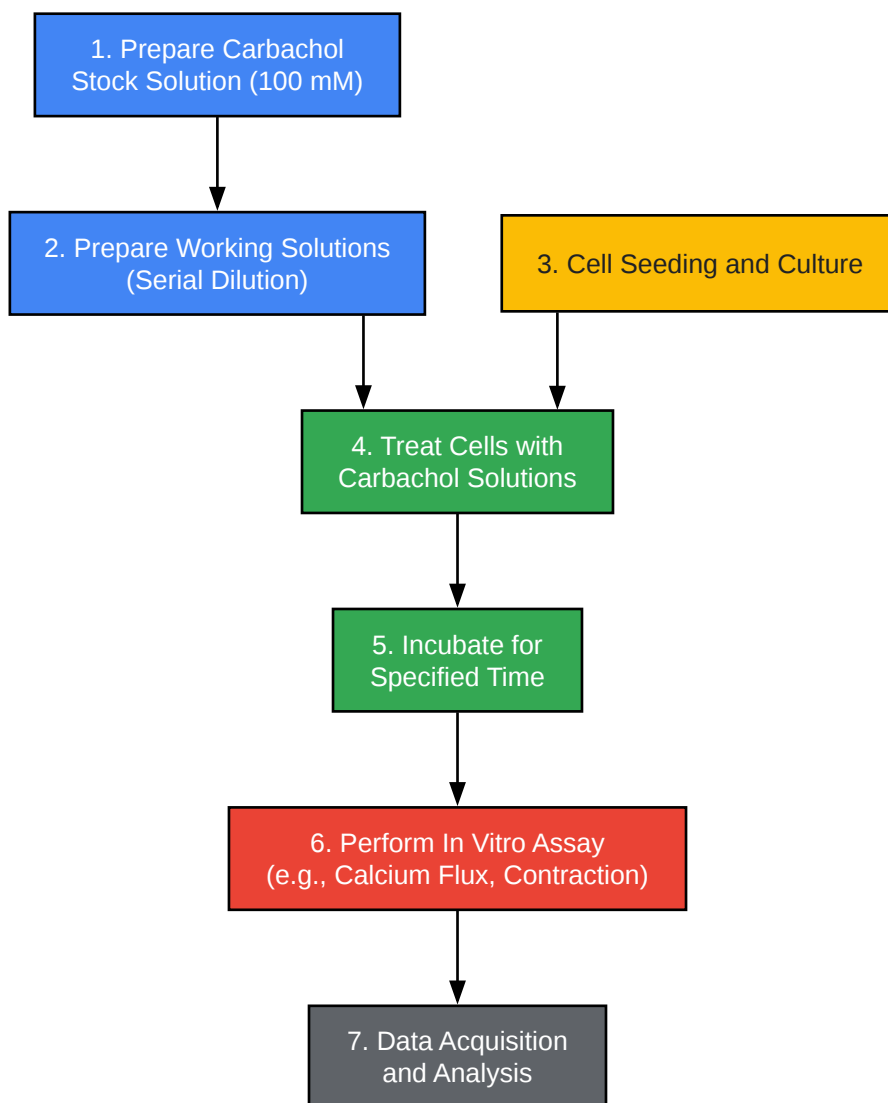 1. Prepare Carbachol
Stock Solution (100 mM)
2. Prepare Working Solutions
(Serial Dilution)
3. Cell Seeding and Culture
4. Treat Cells with
Carbachol Solutions
5. Incubate for
Specified Time
6. Perform In Vitro Assay
(e.g., Calcium Flux, Contraction)
7. Data Acquisition
and Analysis